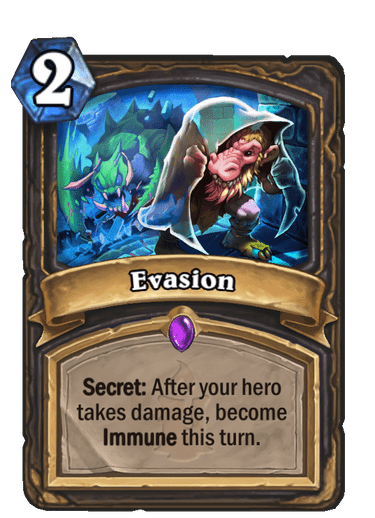 2
Evasion
Secret: After your hero
takes damage, become
Immune this turn.